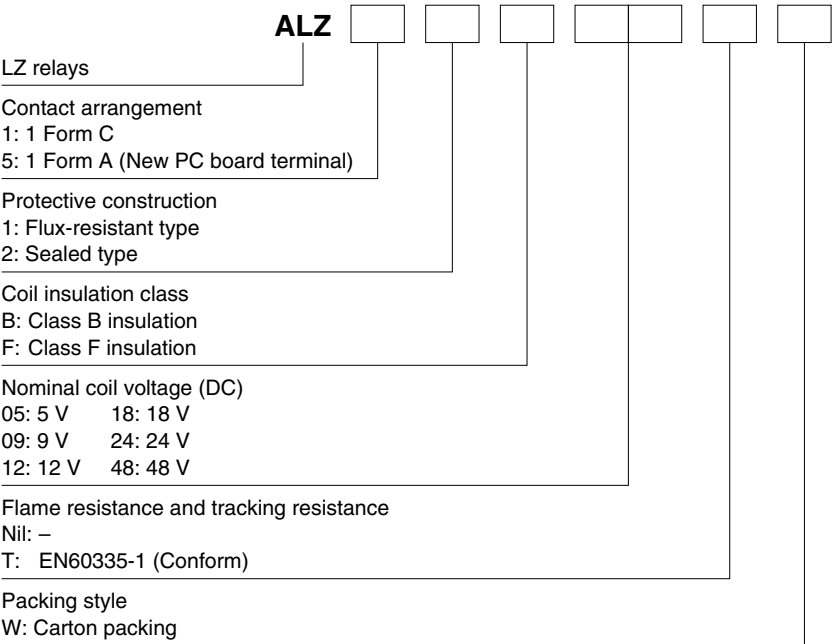 ALZ
LZ relays
Contact arrangement
1: 1 Form C
5: 1 Form A (New PC board terminal)
Protective construction
1: Flux-resistant type
2: Sealed type
Coil insulation class
B: Class B insulation
F: Class F insulation
Nominal coil voltage (DC)
05: 5 V 18: 18 V
09: 9 V 24: 24 V
12: 12 V 48: 48 V
Flame resistance and tracking resistance
Nil: –
T: EN60335-1 (Conform)
Packing style
W: Carton packing